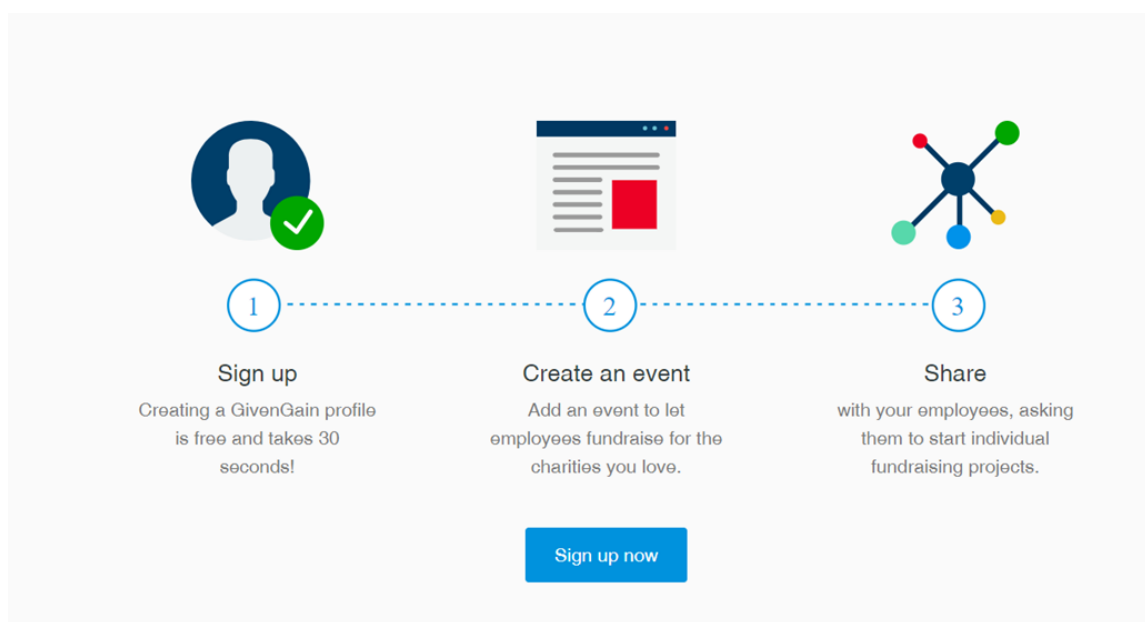 1
Sign up
Creating a GivenGain profile
is free and takes 30
seconds!
2
Create an event
Add an event to let
employees fundraise for the
charities you love.
3
Share
with your employees, asking
them to start individual
fundraising projects.
Sign up now